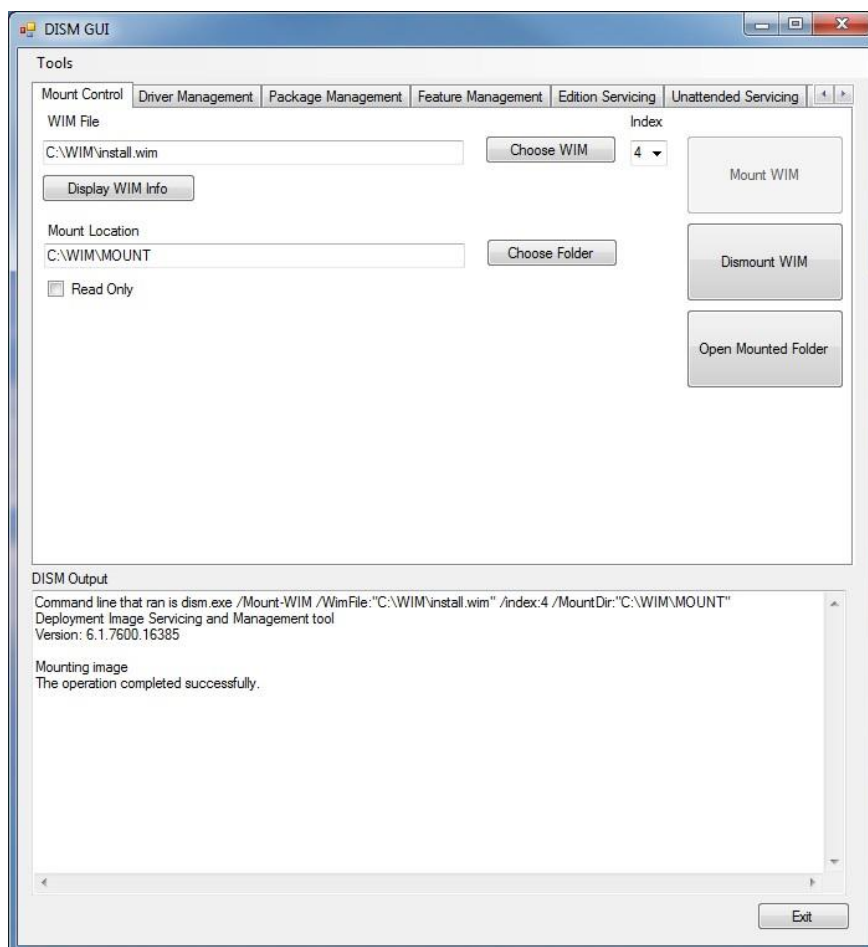 DISM GUI
Tools
Mount Control Driver Management Package Management Feature Management Edition Servicing Unattended Servicing
WIM File Index
C:\WIM\install.wim Choose WIM 4 Mount WIM
Display WIM Info
Mount Location
C:\WIM\MOUNT Choose Folder Dismount WIM
Read Only
Open Mounted Folder
DISM Output
Command line that ran is dism.exe /Mount-WIM /WimFile:"C:\WIM\install.wim" /index:4 /MountDir:"C:\WIM\MOUNT"
Deployment Image Servicing and Management tool
Version: 6.1.7600.16385
Mounting image
The operation completed successfully.
Exit